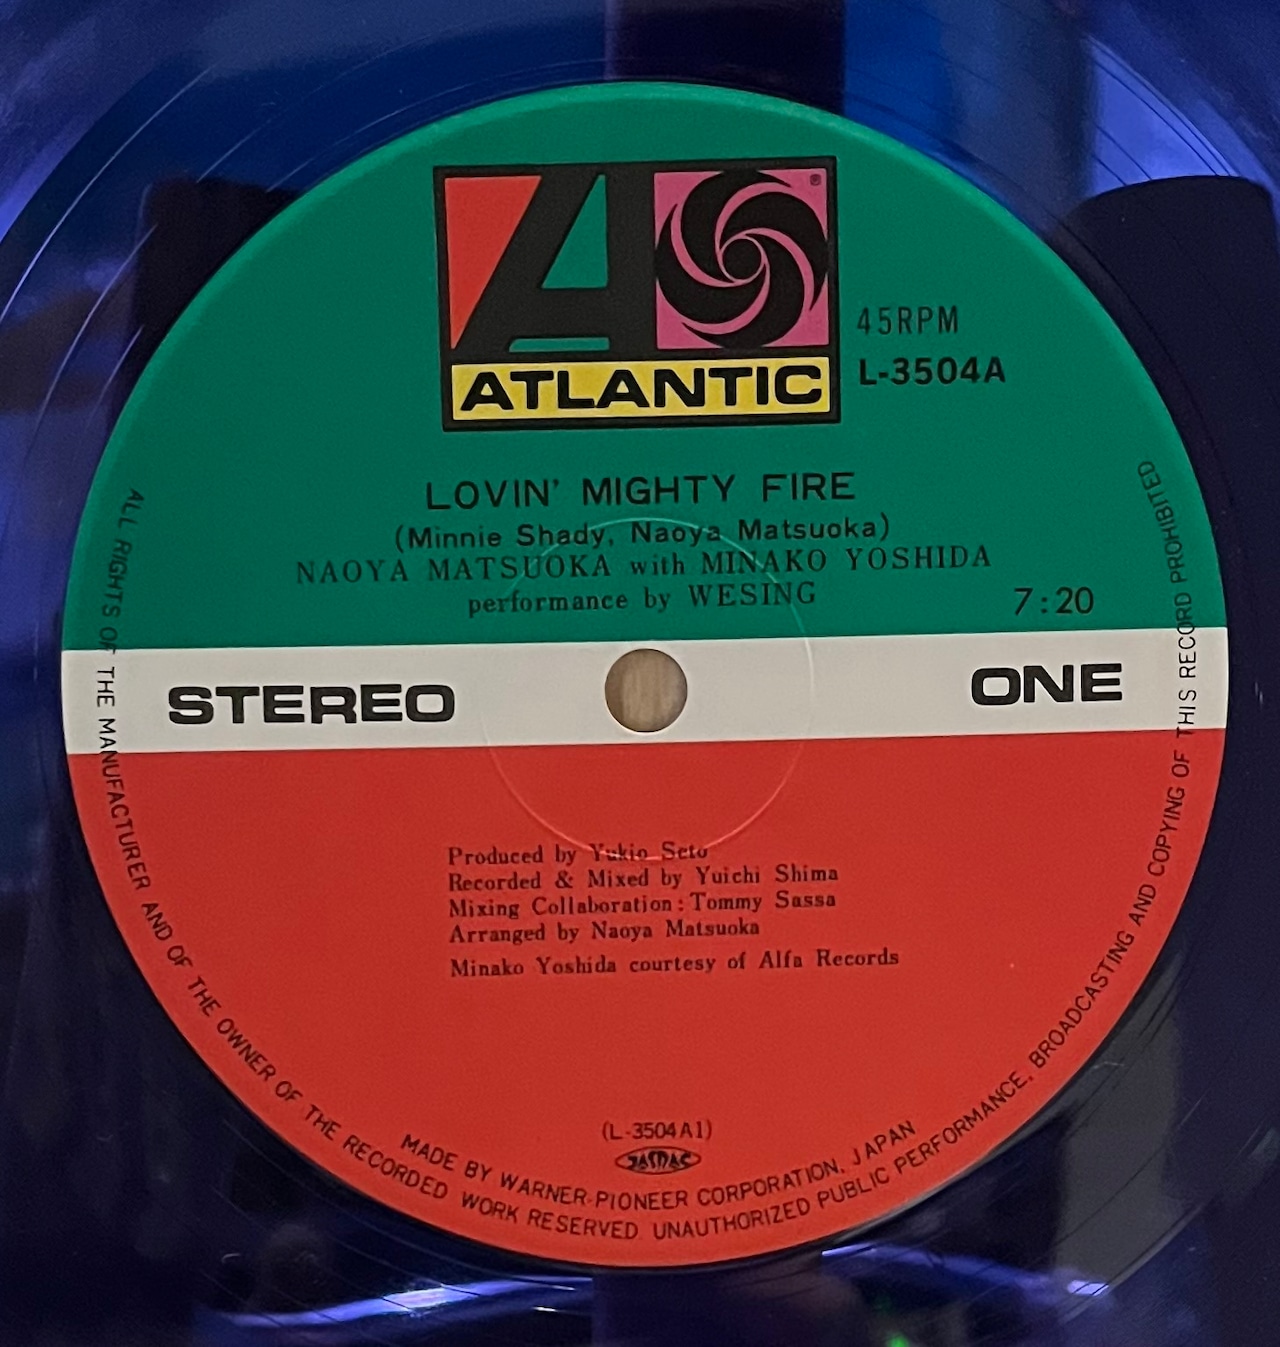 ATLANTIC
®
45RPM
L-3504A
LOVIN' MIGHTY FIRE
(Minnie Shady, Naoya Matsuoka)
NAOYA MATSUOKA with MINAKO YOSHIDA
performance by WESING
7:20
STEREO
ONE
Produced by Yukio Seto
Recorded & Mixed by Yuichi Shima
Mixing Collaboration: Tommy Sassa
Arranged by Naoya Matsuoka
Minako Yoshida courtesy of Alfa Records
(L-3504A1)
JASRAC
MADE BY WARNER-PIONEER CORPORATION, JAPAN
ALL RIGHTS OF THE MANUFACTURER AND OF THE OWNER OF THE RECORDED WORK RESERVED UNAUTHORIZED PUBLIC PERFORMANCE, BROADCASTING AND COPYING OF THIS RECORD PROHIBITED